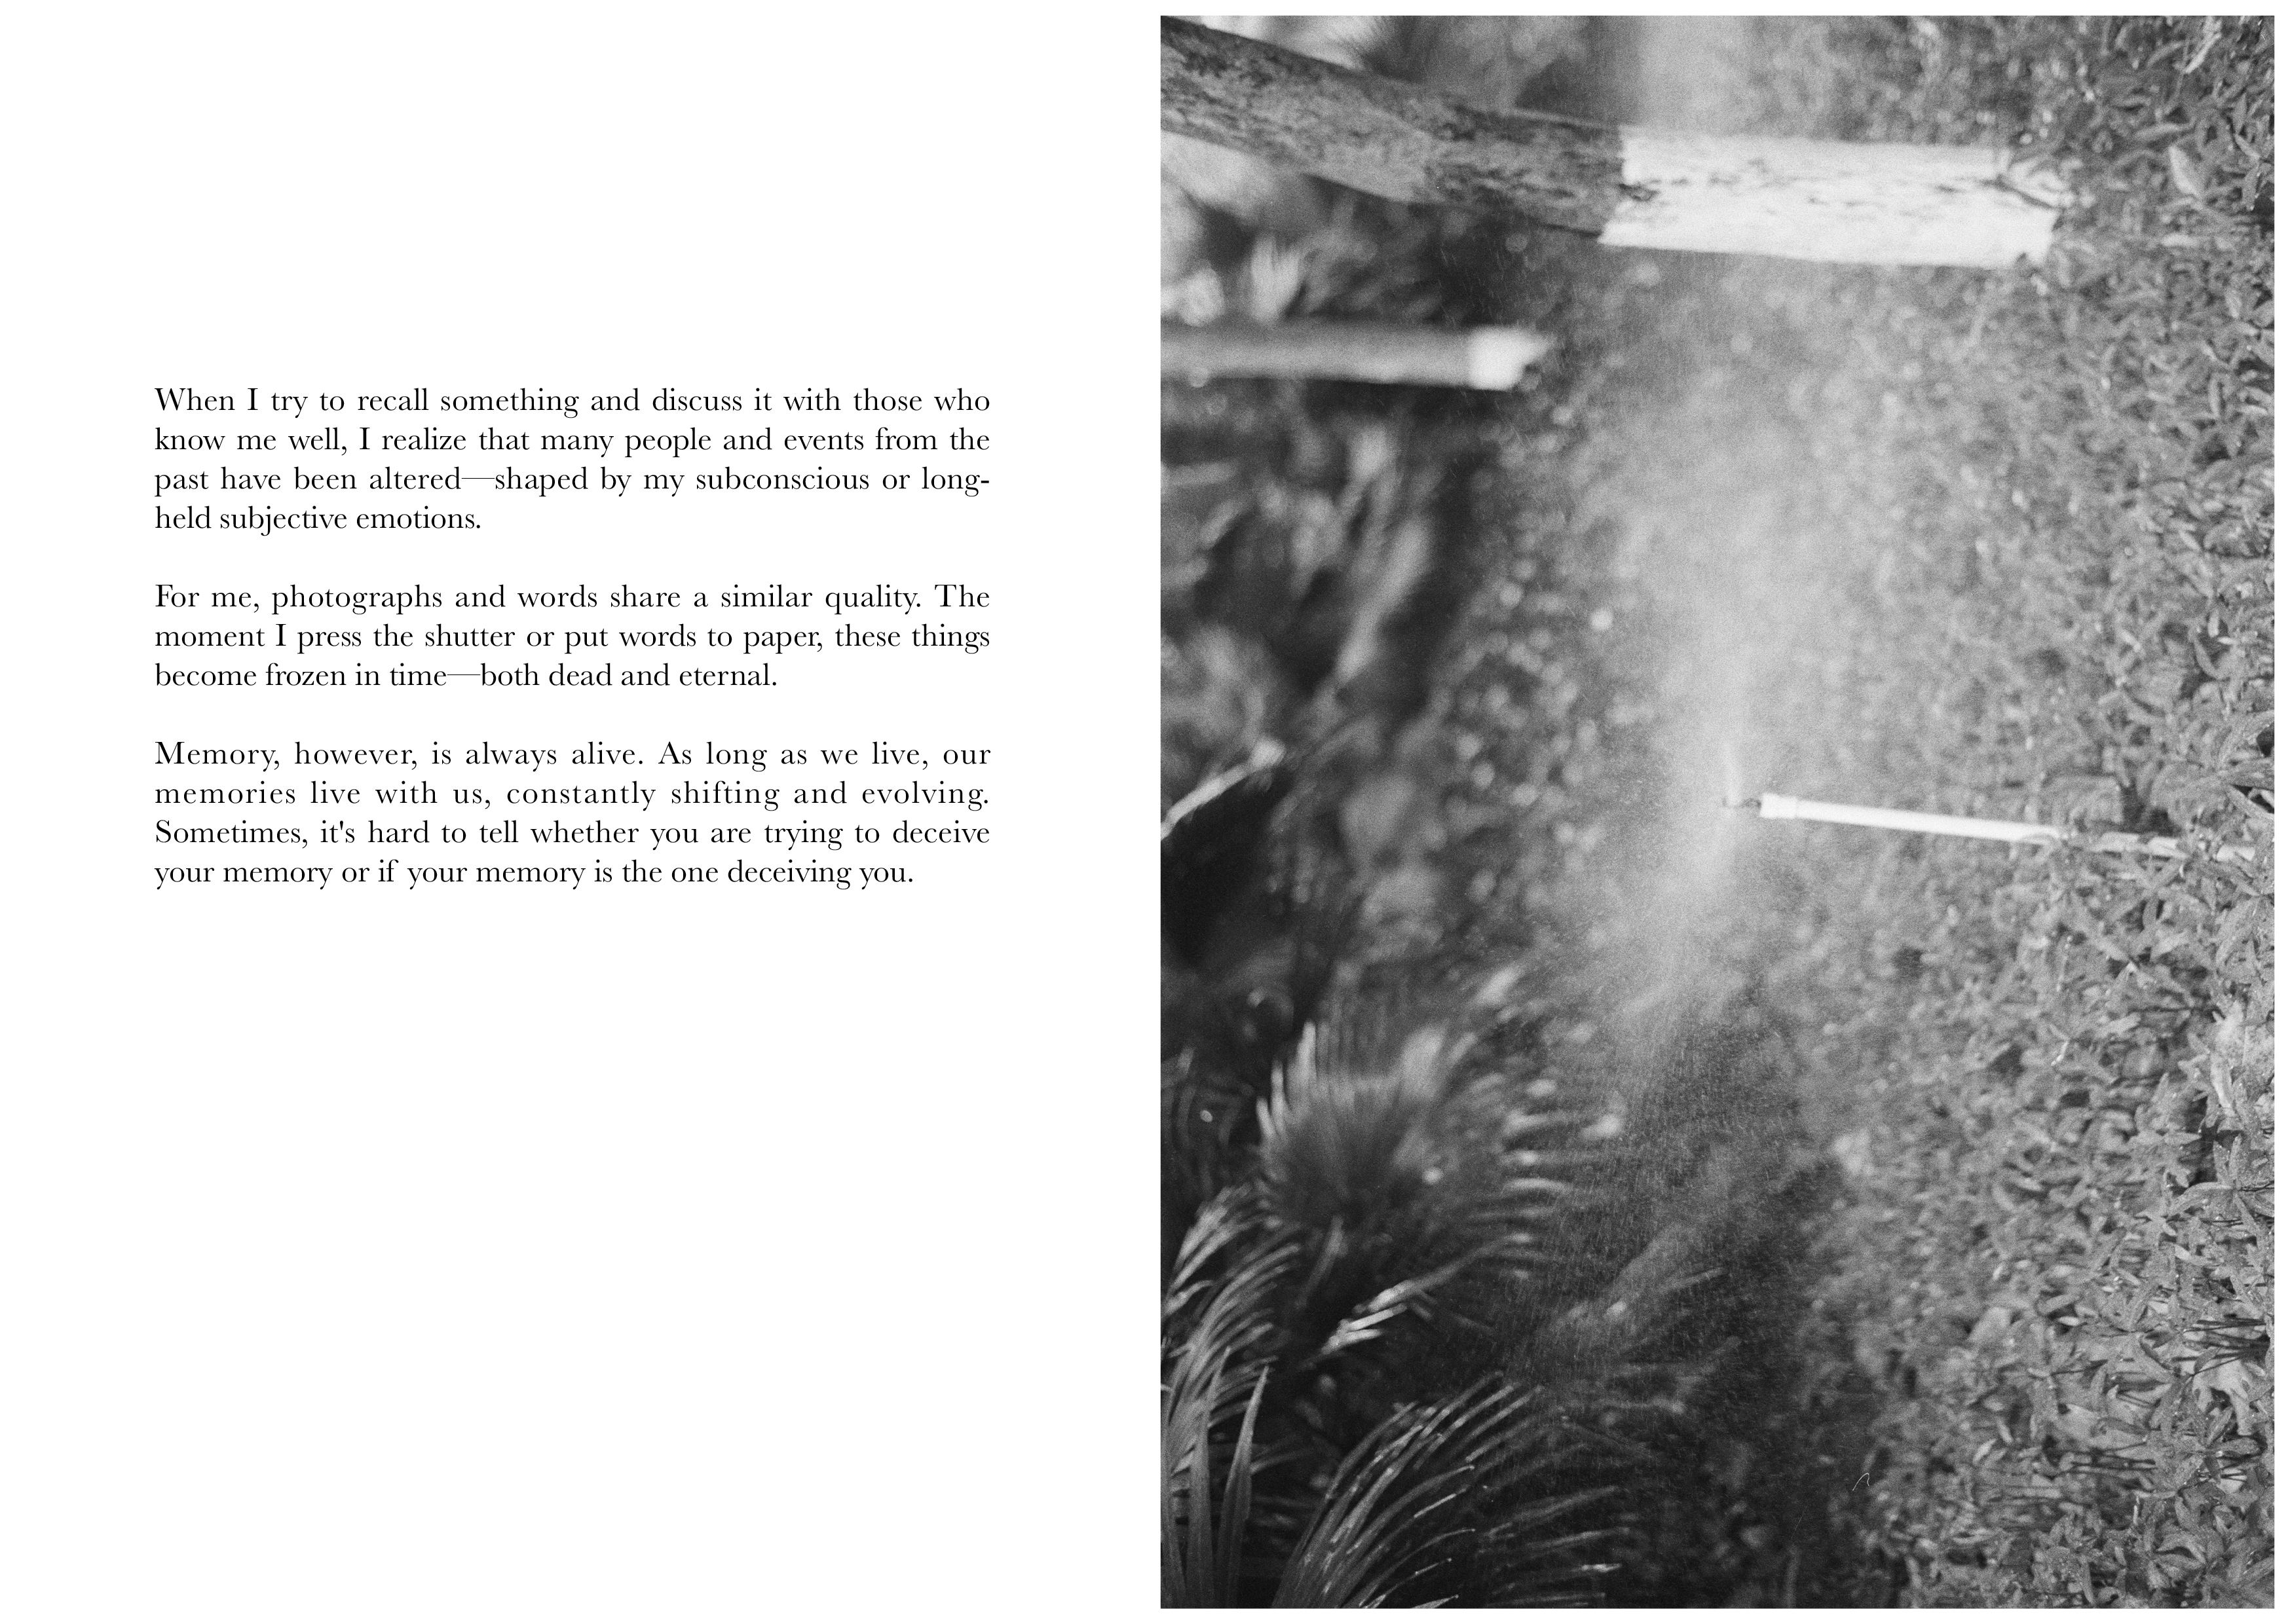 When I try to recall something and discuss it with those who
know me well, I realize that many people and events from the
past have been altered—shaped by my subconscious or long-
held subjective emotions.
For me, photographs and words share a similar quality. The
moment I press the shutter or put words to paper, these things
become frozen in time—both dead and eternal.
Memory, however, is always alive. As long as we live, our
memories live with us, constantly shifting and evolving.
Sometimes, it's hard to tell whether you are trying to deceive
your memory or if your memory is the one deceiving you.